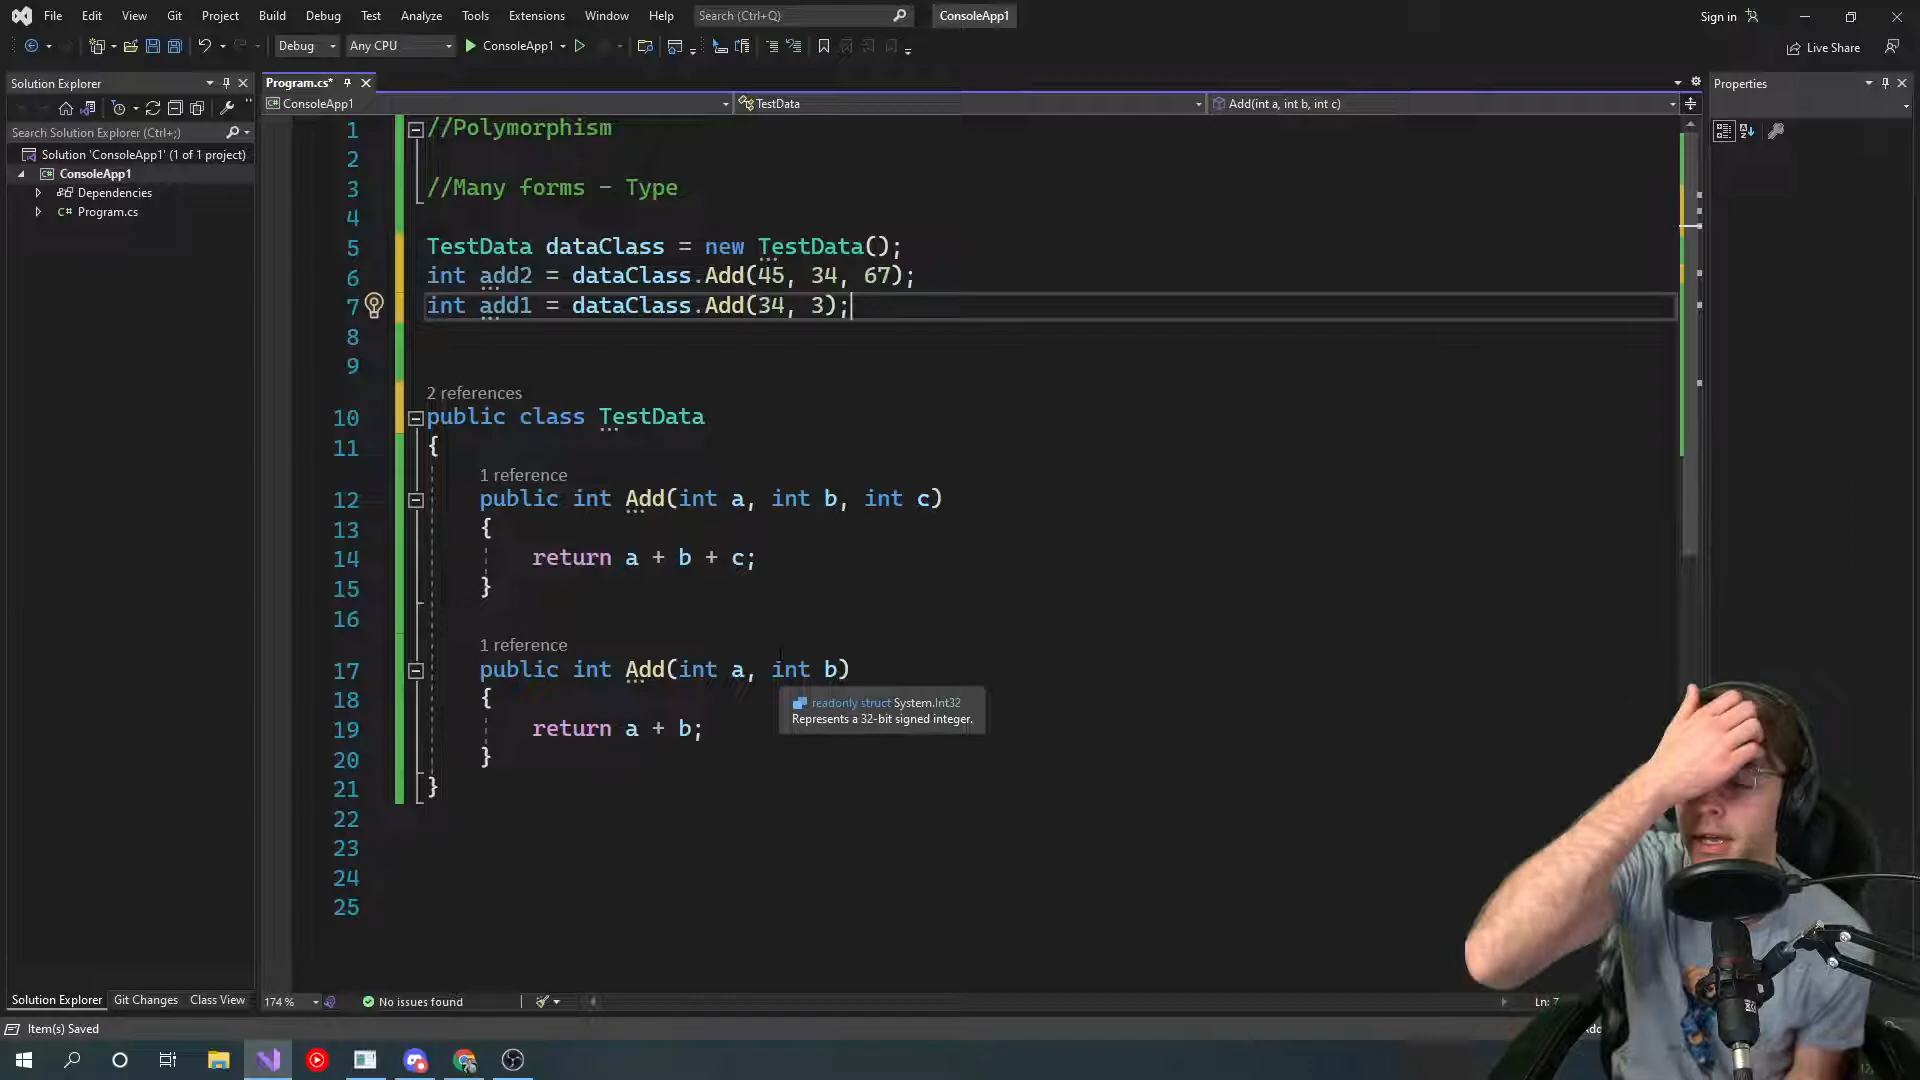 File Edit View Git Project Build Debug Test Analyze Tools Extensions Window Help Search (Ctrl+Q) ConsoleApp1 Sign in
Debug Any CPU ConsoleApp1 Live Share
Solution Explorer
Search Solution Explorer (Ctrl+;)
Solution 'ConsoleApp1' (1 of 1 project)
ConsoleApp1
Dependencies
C# Program.cs
Program.cs*
C# ConsoleApp1 TestData Add(int a, int b, int c)
1 //Polymorphism
2
3 //Many forms - Type
4
5 TestData dataClass = new TestData();
6 int add2 = dataClass.Add(45, 34, 67);
7 int add1 = dataClass.Add(34, 3);
8
9
2 references
10 public class TestData
11 {
1 reference
12 public int Add(int a, int b, int c)
13 {
14 return a + b + c;
15 }
16
1 reference
17 public int Add(int a, int b)
18 {
readonly struct System.Int32
Represents a 32-bit signed integer.
19 return a + b;
20 }
21 }
22
23
24
25
Properties
Solution Explorer Git Changes Class View
174 % No issues found Ln: 7
Item(s) Saved